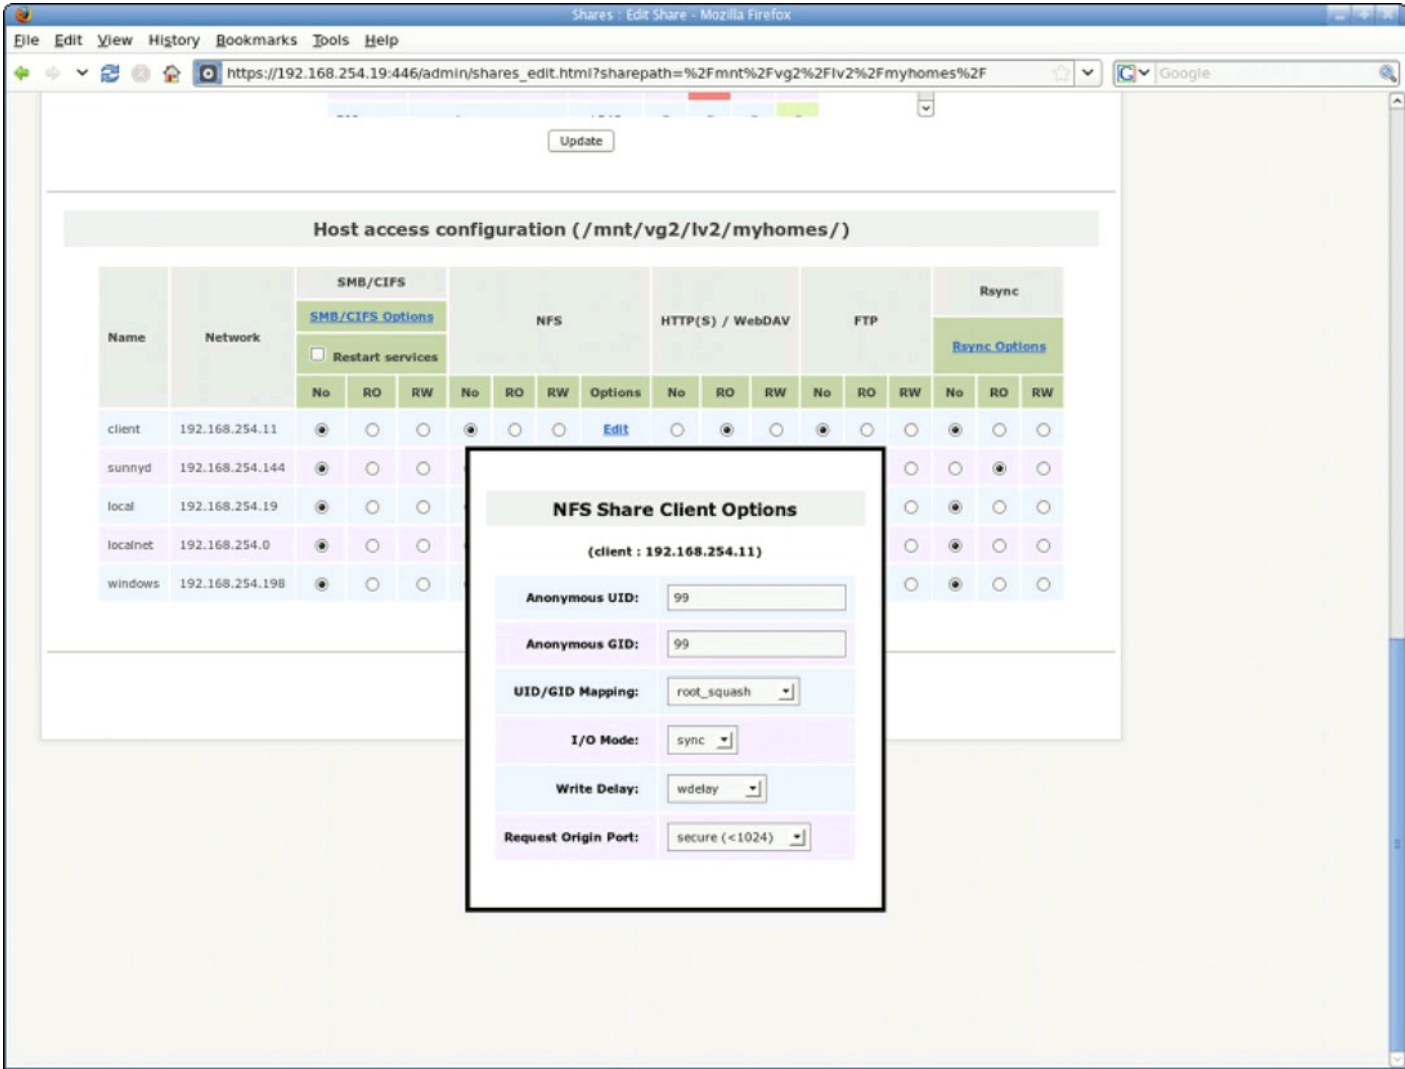 Shares : Edit Share - Mozilla Firefox
File Edit View History Bookmarks Tools Help
https://192.168.254.19:446/admin/shares_edit.html?sharepath=%2Fmnt%2Fvg2%2Flv2%2Fmyhomes%2F
G Google
Update
Host access configuration (/mnt/vg2/lv2/myhomes/)
Name Network SMB/CIFS NFS HTTP(S) / WebDAV FTP Rsync
SMB/CIFS Options
Rsync Options
Restart services
No RO RW No RO RW Options No RO RW No RO RW No RO RW
client 192.168.254.11 Edit
sunnyd 192.168.254.144
local 192.168.254.19
localnet 192.168.254.0
windows 192.168.254.198
NFS Share Client Options
(client : 192.168.254.11)
Anonymous UID: 99
Anonymous GID: 99
UID/GID Mapping: root_squash
I/O Mode: sync
Write Delay: wdelay
Request Origin Port: secure (<1024)